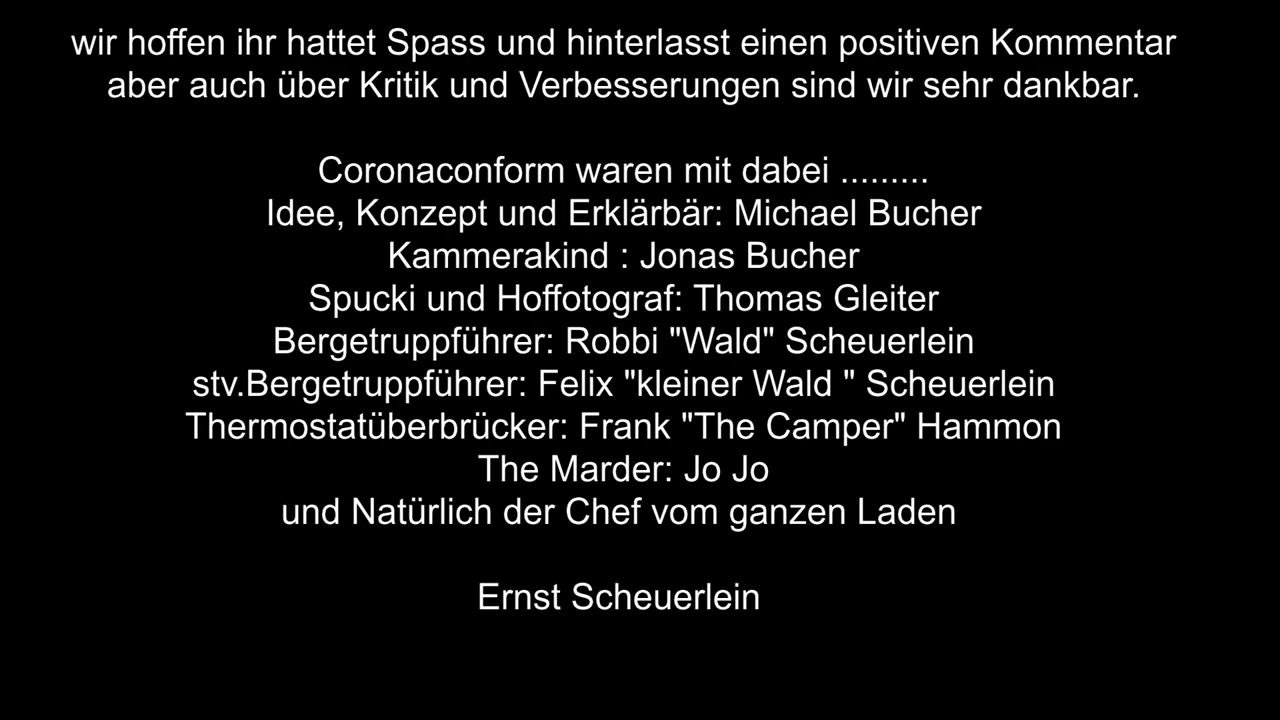 wir hoffen ihr hattet Spass und hinterlasst einen positiven Kommentar
aber auch über Kritik und Verbesserungen sind wir sehr dankbar.
Coronaconform waren mit dabei .........
Idee, Konzept und Erklärbär: Michael Bucher
Kammerakind : Jonas Bucher
Spucki und Hoffotograf: Thomas Gleiter
Bergetruppführer: Robbi "Wald" Scheuerlein
stv.Bergetruppführer: Felix "kleiner Wald " Scheuerlein
Thermostatüberbrücker: Frank "The Camper" Hammon
The Marder: Jo Jo
und Natürlich der Chef vom ganzen Laden
Ernst Scheuerlein